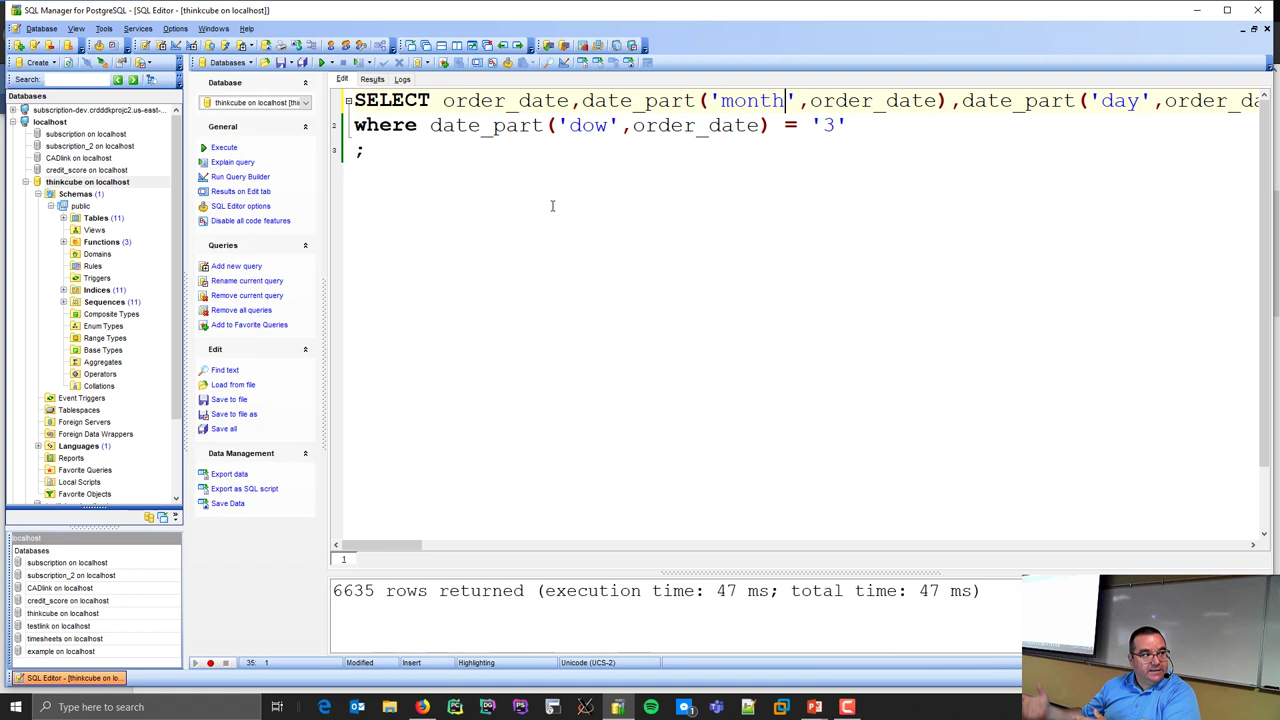 SQL Manager for PostgreSQL - [SQL Editor - [thinkcube on localhost]]
Database View Tools Services Options Windows Help
Create Databases
Search:
Databases
subscription-dev.crdddkprojc2.us-east-
localhost
subscription on localhost
subscription_2 on localhost
CADlink on localhost
credit_score on localhost
thinkcube on localhost
Schemas (1)
public
Tables (11)
Views
Functions (3)
Domains
Rules
Triggers
Indices (11)
Sequences (11)
Composite Types
Enum Types
Range Types
Base Types
Aggregates
Operators
Collations
Event Triggers
Tablespaces
Foreign Servers
Foreign Data Wrappers
Languages (1)
Reports
Favorite Queries
Local Scripts
Favorite Objects
localhost
Databases
subscription on localhost
subscription_2 on localhost
CADlink on localhost
credit_score on localhost
thinkcube on localhost
testlink on localhost
timesheets on localhost
example on localhost
SQL Editor - [thinkcube on lo...
Database
thinkcube on localhost [thin
General
Execute
Explain query
Run Query Builder
Results on Edit tab
SQL Editor options
Disable all code features
Queries
Add new query
Rename current query
Remove current query
Remove all queries
Add to Favorite Queries
Edit
Find text
Load from file
Save to file
Save to file as
Save all
Data Management
Export data
Export as SQL script
Save Data
Edit Results Logs
SELECT order_date,date_part('month',order_date),date_part('day',order_da
2 where date_part('dow',order_date) = '3'
3 ;
1
6635 rows returned (execution time: 47 ms; total time: 47 ms)
35: 1 Modified Insert Highlighting Unicode (UCS-2)
Type here to search